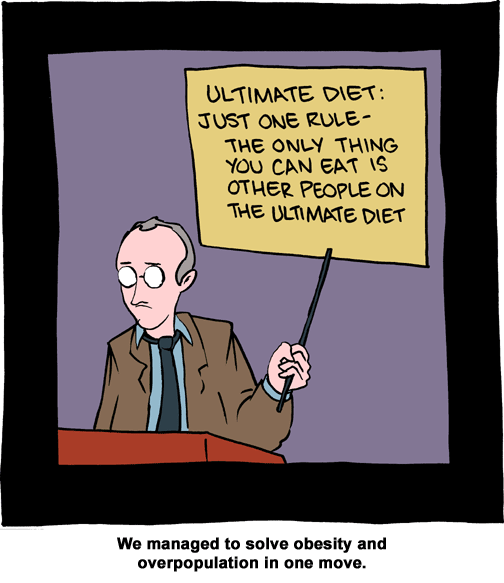 ULTIMATE DIET:
JUST ONE RULE-
THE ONLY THING
YOU CAN EAT IS
OTHER PEOPLE ON
THE ULTIMATE DIET
We managed to solve obesity and
overpopulation in one move.